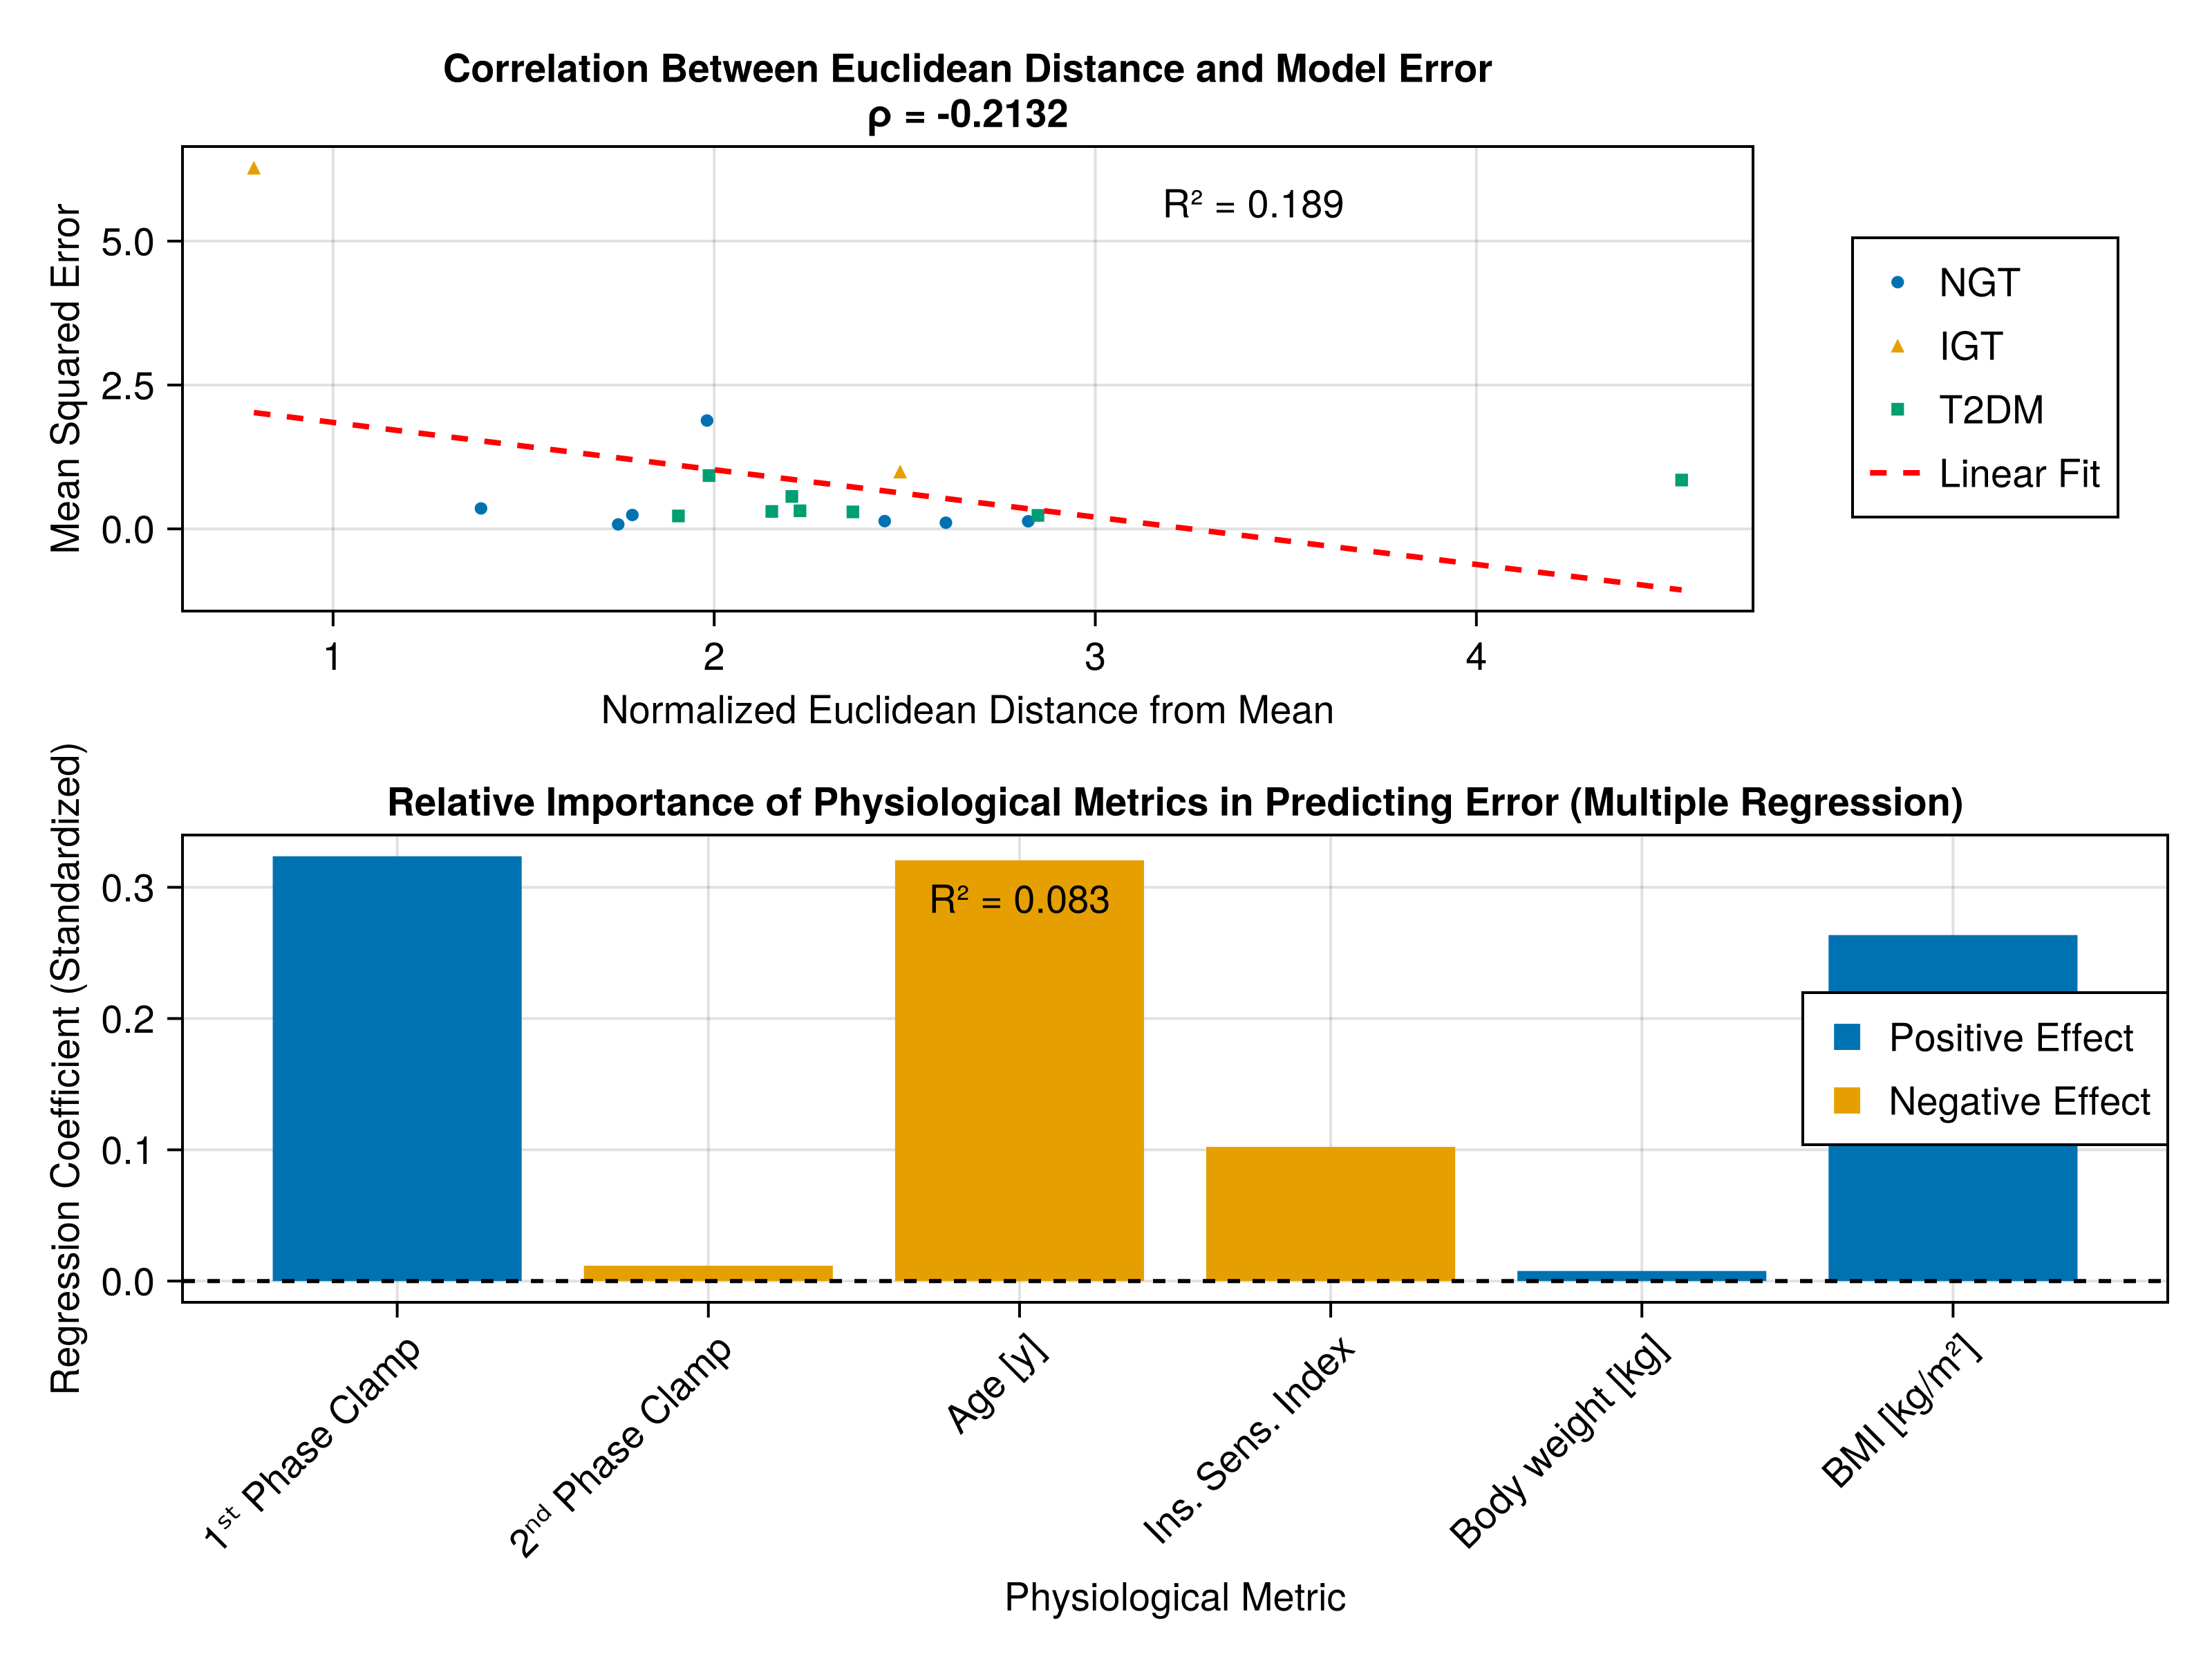 Correlation Between Euclidean Distance and Model Error
ρ = -0.2132
Mean Squared Error
5.0
2.5
0.0
R² = 0.189
1
2
3
4
Normalized Euclidean Distance from Mean
NGT
IGT
T2DM
Linear Fit
Relative Importance of Physiological Metrics in Predicting Error (Multiple Regression)
Regression Coefficient (Standardized)
0.3
0.2
0.1
0.0
R² = 0.083
Positive Effect
Negative Effect
1ˢᵗ Phase Clamp
2ⁿᵈ Phase Clamp
Age [y]
Ins. Sens. Index
Body weight [kg]
BMI [kg/m²]
Physiological Metric